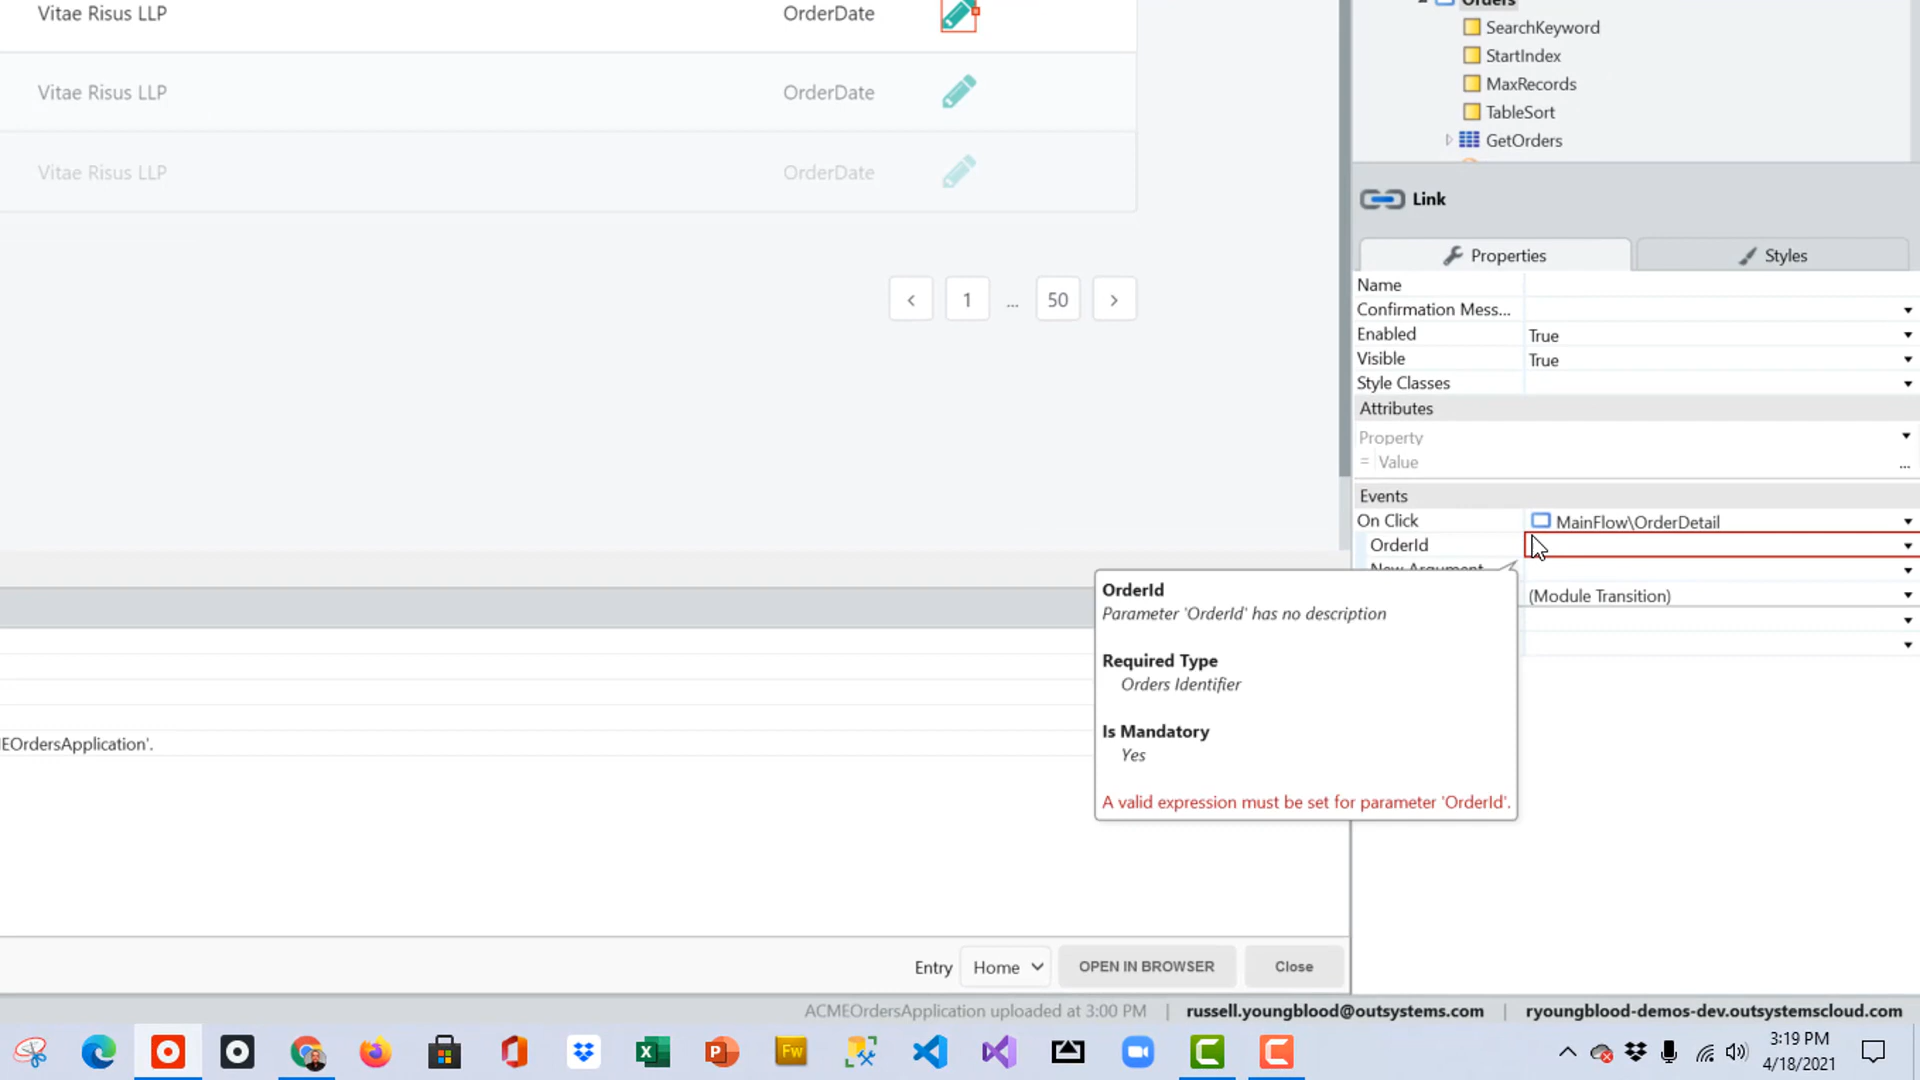 Vitae Risus LLP OrderDate
Vitae Risus LLP OrderDate
Vitae Risus LLP OrderDate
< 1 ... 50 >
Orders
SearchKeyword
StartIndex
MaxRecords
TableSort
GetOrders
Link
Properties Styles
Name
Confirmation Mess...
Enabled True
Visible True
Style Classes
Attributes
Property
= Value ...
Events
On Click MainFlow\OrderDetail
OrderId
New Argument
(Module Transition)
OrderId
Parameter 'OrderId' has no description
Required Type
Orders Identifier
Is Mandatory
Yes
A valid expression must be set for parameter 'OrderId'.
EOrdersApplication'.
Entry Home OPEN IN BROWSER Close
ACMEOrdersApplication uploaded at 3:00 PM | russell.youngblood@outsystems.com | ryoungblood-demos-dev.outsystemscloud.com
Fw
3:19 PM
4/18/2021